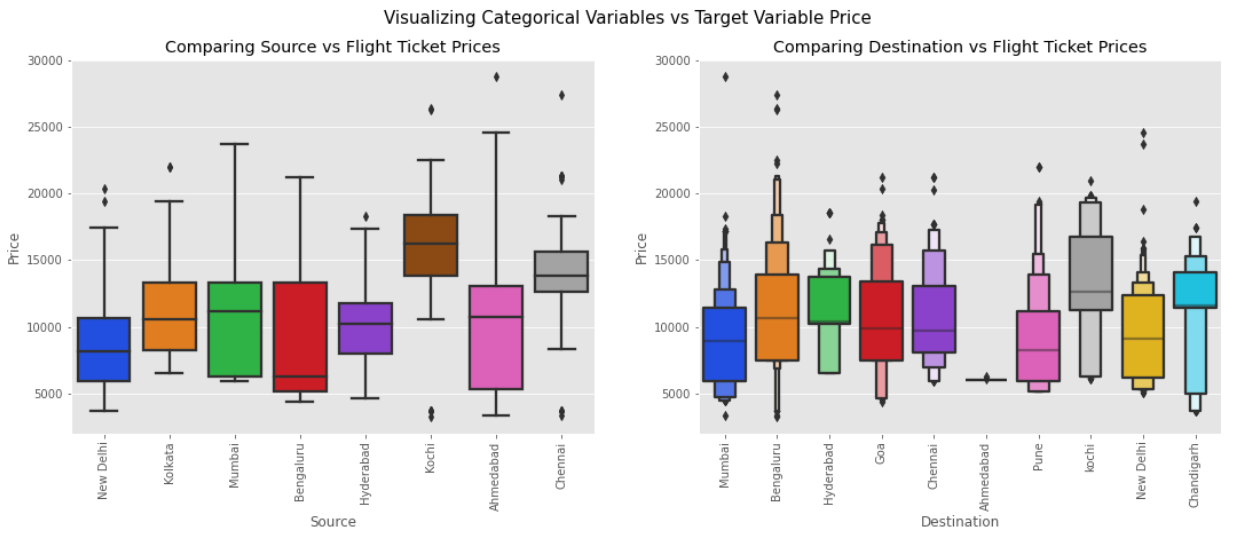 Visualizing Categorical Variables vs Target Variable Price
Comparing Source vs Flight Ticket Prices
30000
25000
20000
15000
10000
5000
Price
New Delhi
Kolkata
Mumbai
Bengaluru
Hyderabad
Kochi
Ahmedabad
Chennai
Source
Comparing Destination vs Flight Ticket Prices
30000
25000
20000
15000
10000
5000
Price
Mumbai
Bengaluru
Hyderabad
Goa
Chennai
Ahmedabad
Pune
kochi
New Delhi
Chandigarh
Destination